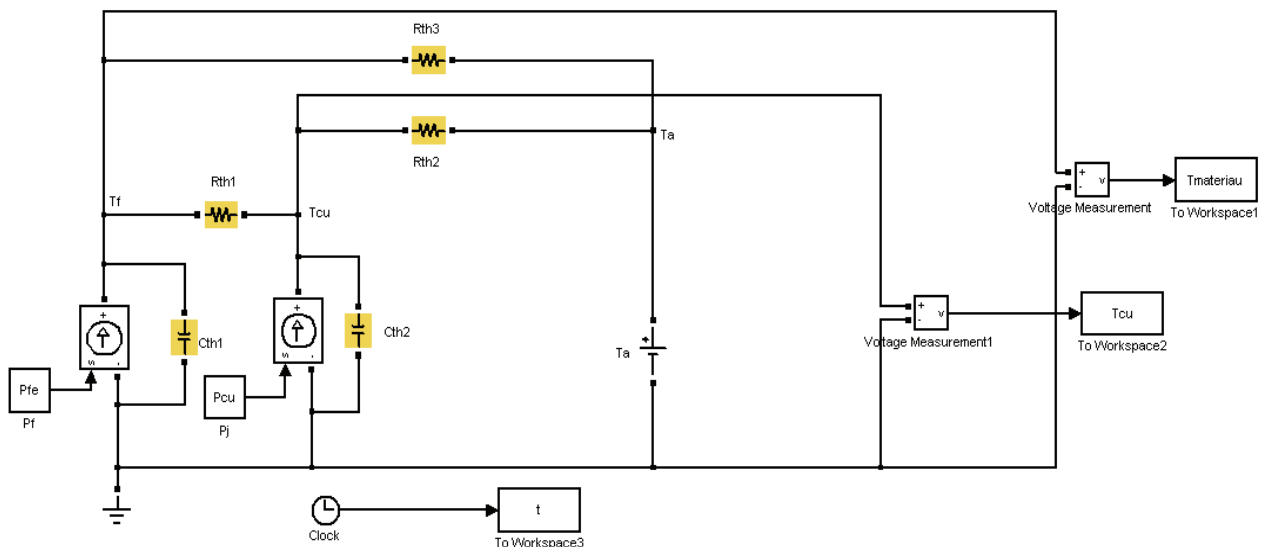 Rth3
Rth2
Ta
Rth1
Tf
Tcu
+
-
v
Tmateriau
Voltage Measurement
To Workspace1
+
s
-
Cth1
+
s
-
Cth2
Pfe
Pf
Pcu
Pj
Ta
+
+
-
v
Tcu
Voltage Measurement1
To Workspace2
Clock
t
To Workspace3